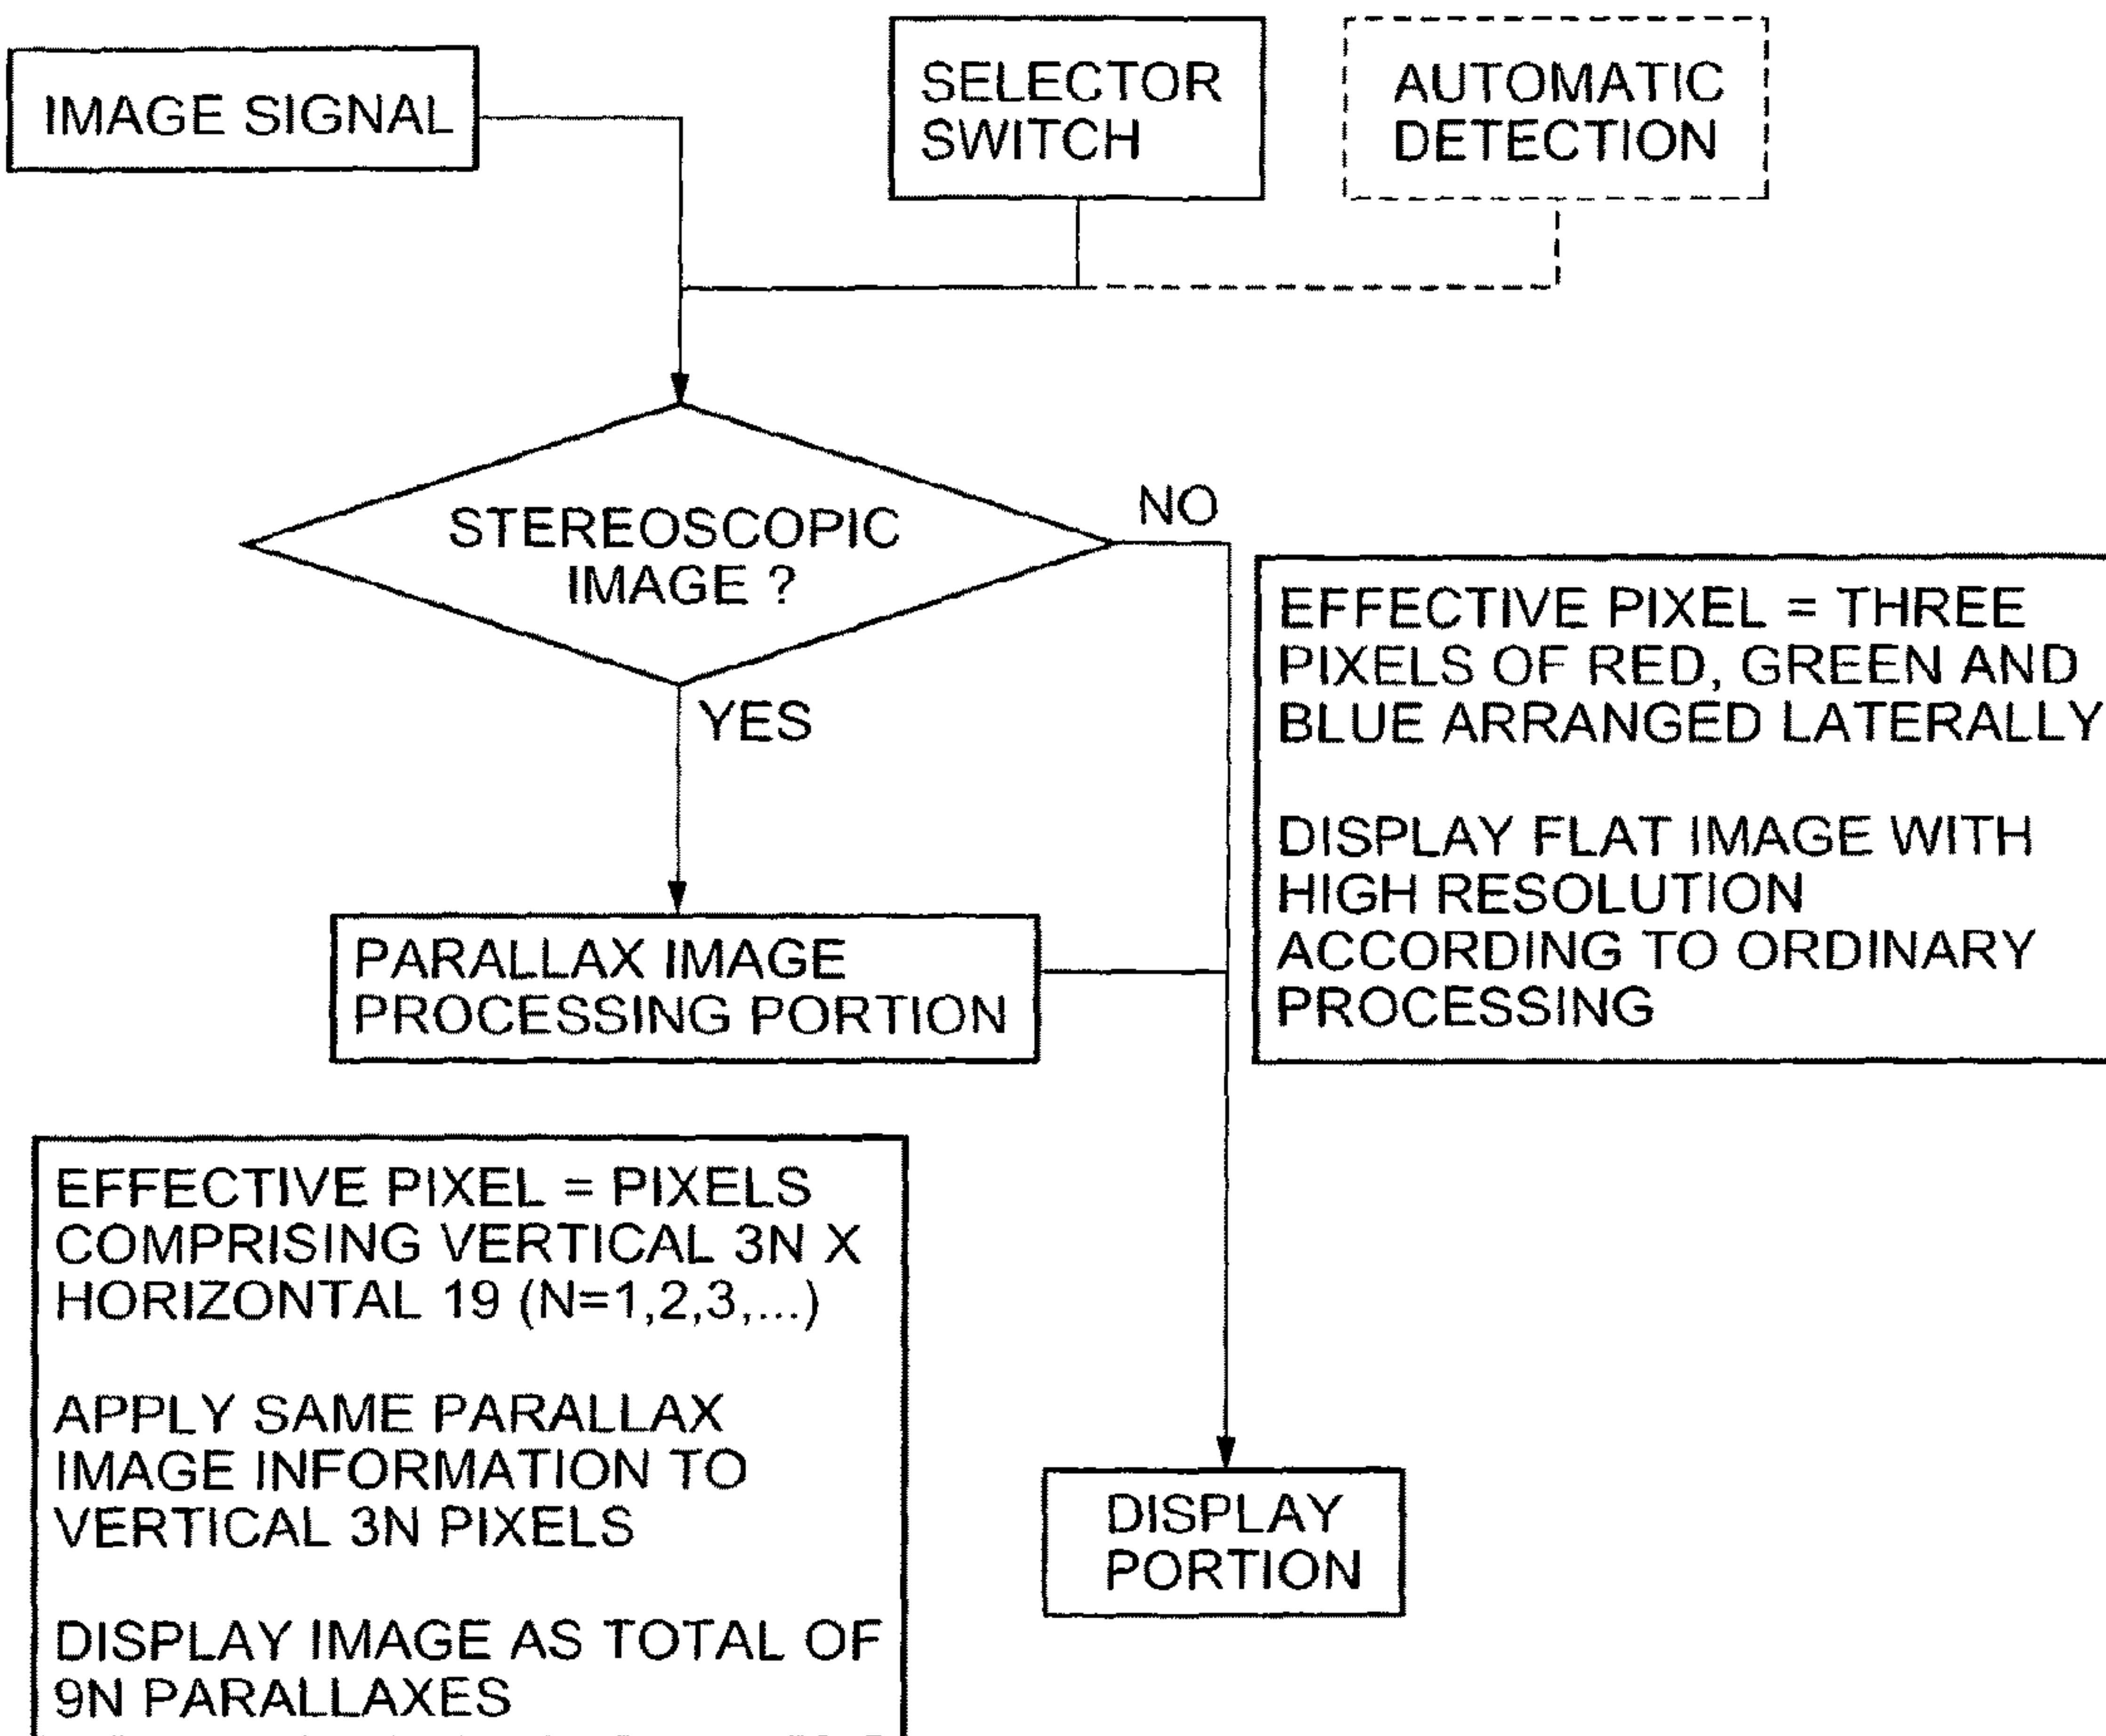 IMAGE SIGNAL
SELECTOR
SWITCH
AUTOMATIC
DETECTION
STEREOSCOPIC
IMAGE ?
NO
YES
EFFECTIVE PIXEL = THREE
PIXELS OF RED, GREEN AND
BLUE ARRANGED LATERALLY
DISPLAY FLAT IMAGE WITH
HIGH RESOLUTION
ACCORDING TO ORDINARY
PROCESSING
PARALLAX IMAGE
PROCESSING PORTION
EFFECTIVE PIXEL = PIXELS
COMPRISING VERTICAL 3N X
HORIZONTAL 19 (N=1,2,3,...)
APPLY SAME PARALLAX
IMAGE INFORMATION TO
VERTICAL 3N PIXELS
DISPLAY IMAGE AS TOTAL OF
9N PARALLAXES
DISPLAY
PORTION